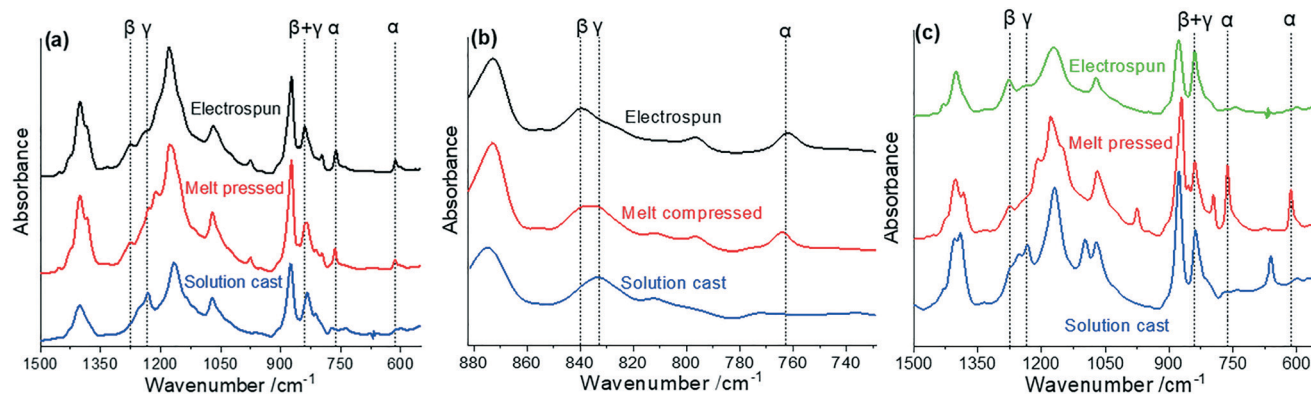 (a)
β γ
β+γ α
α
Electrospun
Melt pressed
Solution cast
Absorbance
1500 1350 1200 1050 900 750 600
Wavenumber /cm⁻¹
(b)
β γ
α
Electrospun
Melt compressed
Solution cast
Absorbance
880 860 840 820 800 780 760 740
Wavenumber /cm⁻¹
(c)
β γ
β+γ α
α
Electrospun
Melt pressed
Solution cast
Absorbance
1500 1350 1200 1050 900 750 600
Wavenumber /cm⁻¹